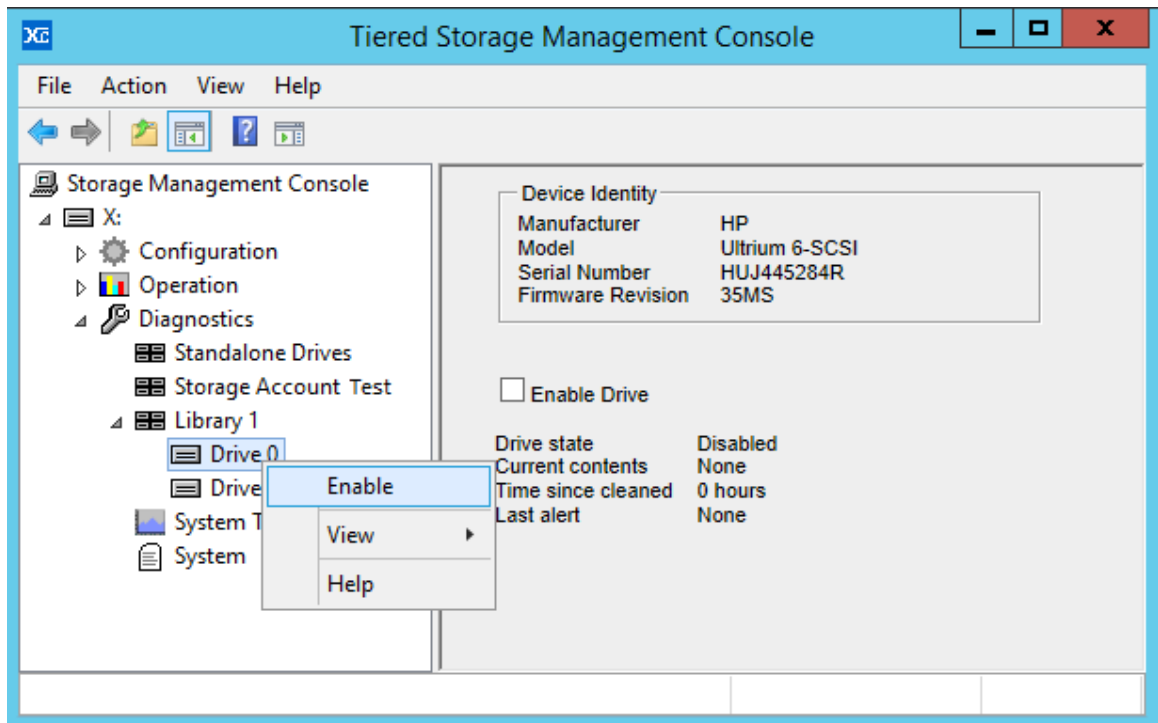 Tiered Storage Management Console
File Action View Help
Storage Management Console
X:
Configuration
Operation
Diagnostics
Standalone Drives
Storage Account Test
Library 1
Drive 0
Drive
System T
System
Enable
View
Help
Device Identity
Manufacturer HP
Model Ultrium 6-SCSI
Serial Number HUJ445284R
Firmware Revision 35MS
Enable Drive
Drive state Disabled
Current contents None
Time since cleaned 0 hours
Last alert None